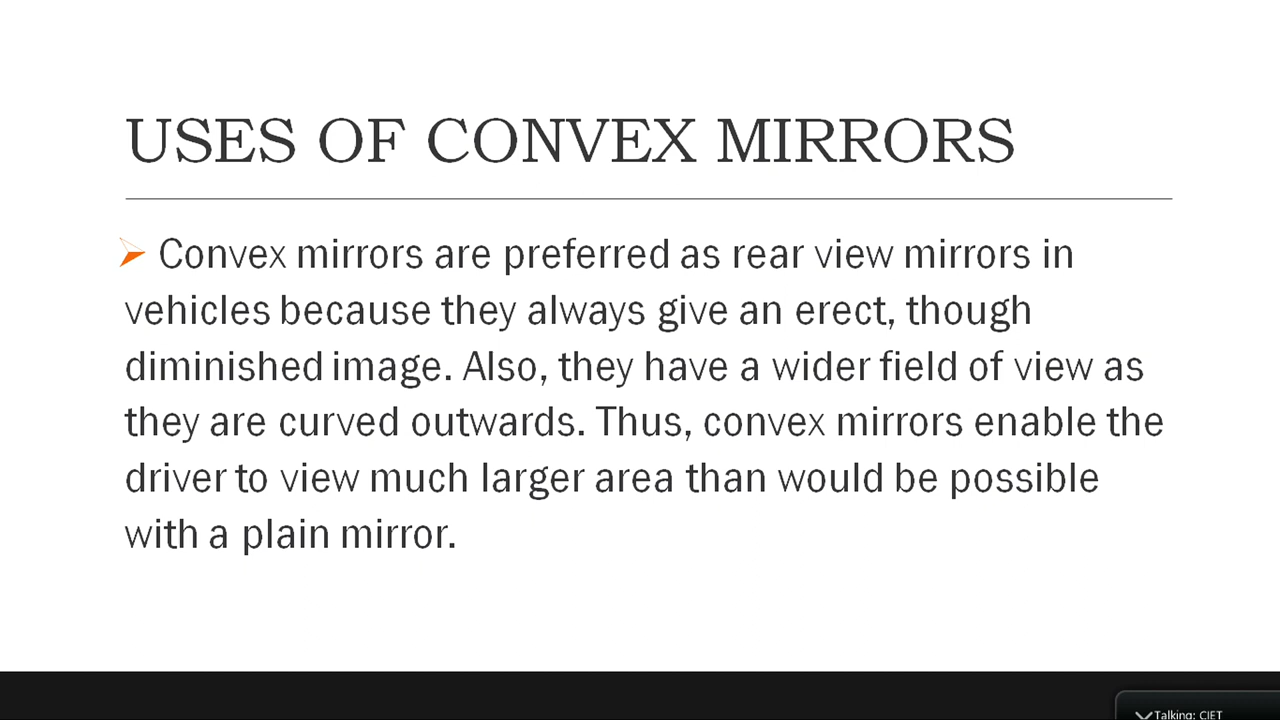 USES OF CONVEX MIRRORS
Convex mirrors are preferred as rear view mirrors in
vehicles because they always give an erect, though
diminished image. Also, they have a wider field of view as
they are curved outwards. Thus, convex mirrors enable the
driver to view much larger area than would be possible
with a plain mirror.
Talking: CIET